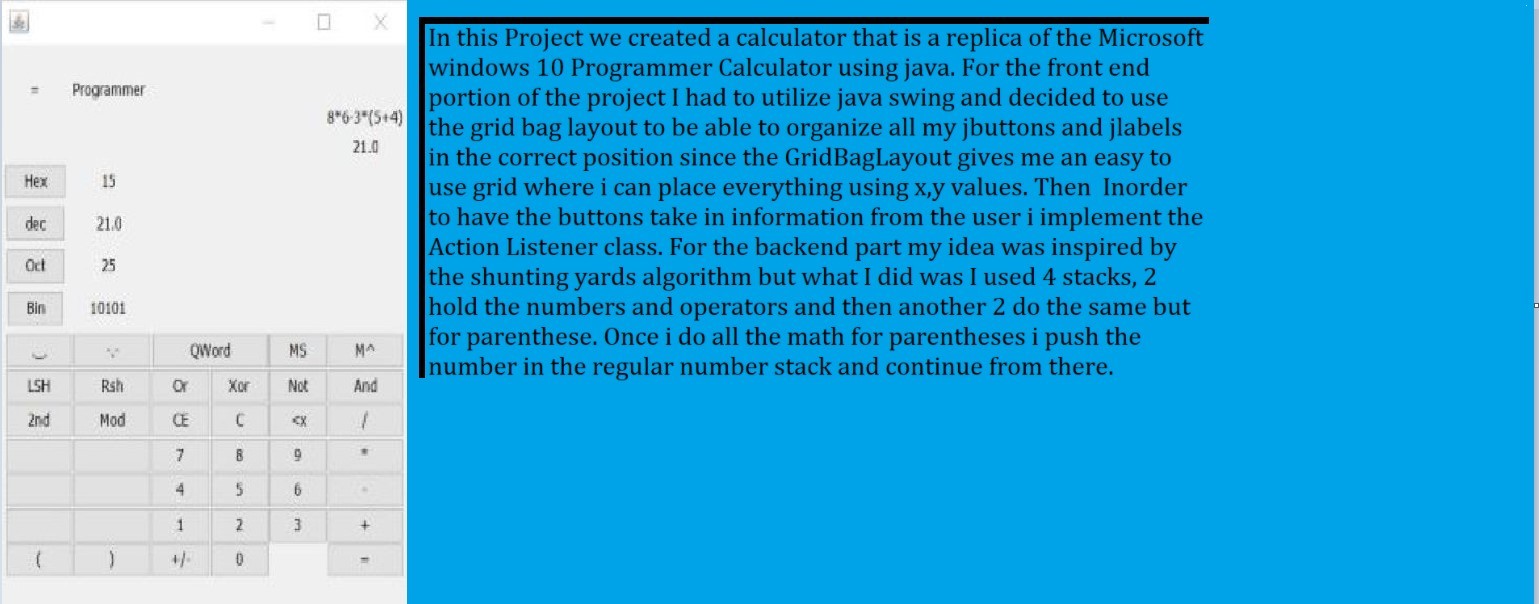 = Programmer
8*6-3*(5+4)
21.0
Hex 15
dec 21.0
Oct 25
Bin 10101
QWord MS M^
LSH Rsh Or Xor Not And
2nd Mod CE C <x /
7 8 9 *
4 5 6 -
1 2 3 +
( ) +/- 0 =
In this Project we created a calculator that is a replica of the Microsoft
windows 10 Programmer Calculator using java. For the front end
portion of the project I had to utilize java swing and decided to use
the grid bag layout to be able to organize all my jbuttons and jlabels
in the correct position since the GridBagLayout gives me an easy to
use grid where i can place everything using x,y values. Then  Inorder
to have the buttons take in information from the user i implement the
Action Listener class. For the backend part my idea was inspired by
the shunting yards algorithm but what I did was I used 4 stacks, 2
hold the numbers and operators and then another 2 do the same but
for parenthese. Once i do all the math for parentheses i push the
number in the regular number stack and continue from there.